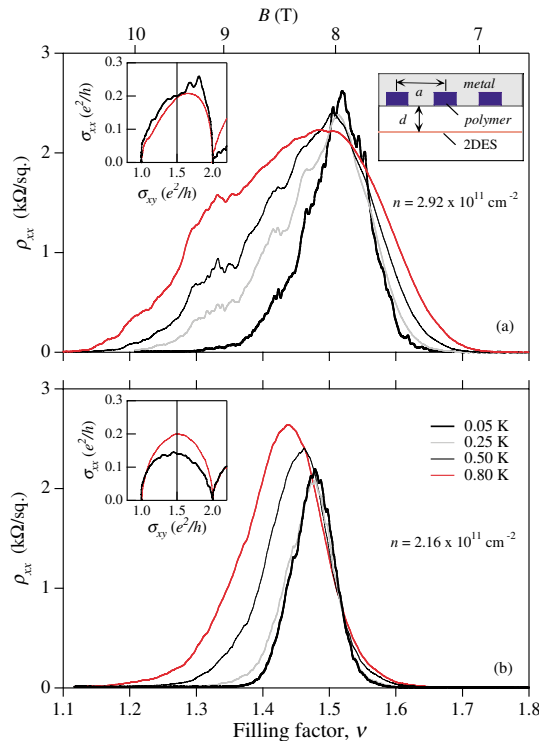 B (T)
10 9 8 7
3
2
1
0
ρxx (kΩ/sq.)
0.3
0.2
0.1
0.0
σxx (e²/h)
1.0 1.5 2.0
σxy (e²/h)
a
metal
d
polymer
2DES
n = 2.92 x 10¹¹ cm⁻²
(a)
3
2
1
0
ρxx (kΩ/sq.)
0.3
0.2
0.1
0.0
σxx (e²/h)
1.0 1.5 2.0
σxy (e²/h)
0.05 K
0.25 K
0.50 K
0.80 K
n = 2.16 x 10¹¹ cm⁻²
(b)
1.1 1.2 1.3 1.4 1.5 1.6 1.7 1.8
Filling factor, ν